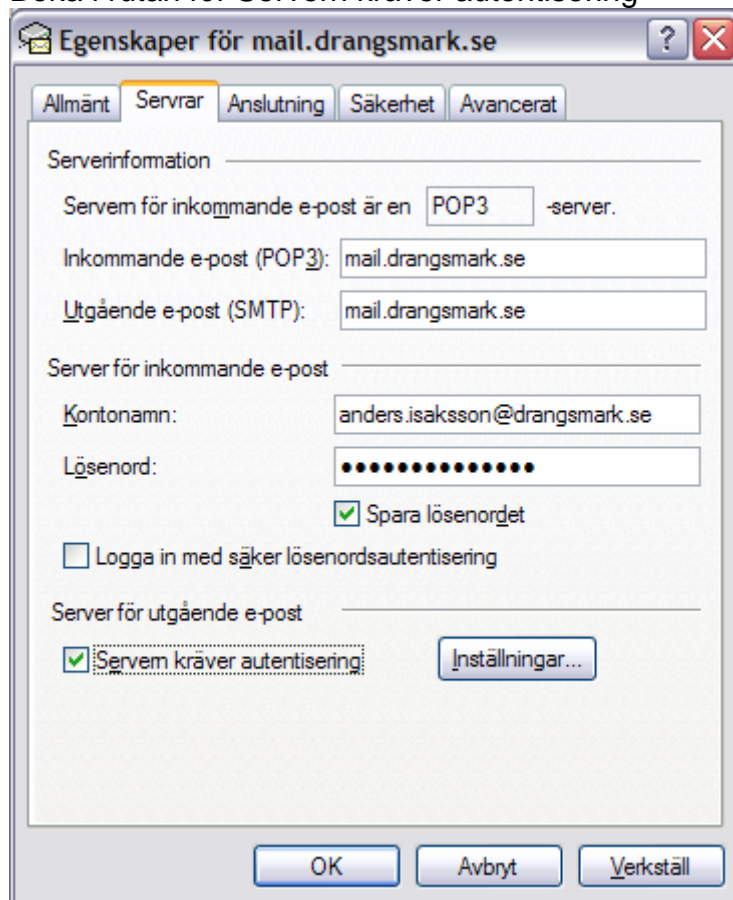 Egenskaper för mail.drangsmark.se
Allmänt Servrar Anslutning Säkerhet Avancerat
Serverinformation
Servern för inkommande e-post är en POP3 -server.
Inkommande e-post (POP3): mail.drangsmark.se
Utgående e-post (SMTP): mail.drangsmark.se
Server för inkommande e-post
Kontonamn: anders.isaksson@drangsmark.se
Lösenord: ●●●●●●●●●●●●●●
Spara lösenordet
Logga in med säker lösenordsautentisering
Server för utgående e-post
Servern kräver autentisering Inställningar...
OK Avbryt Verkställ